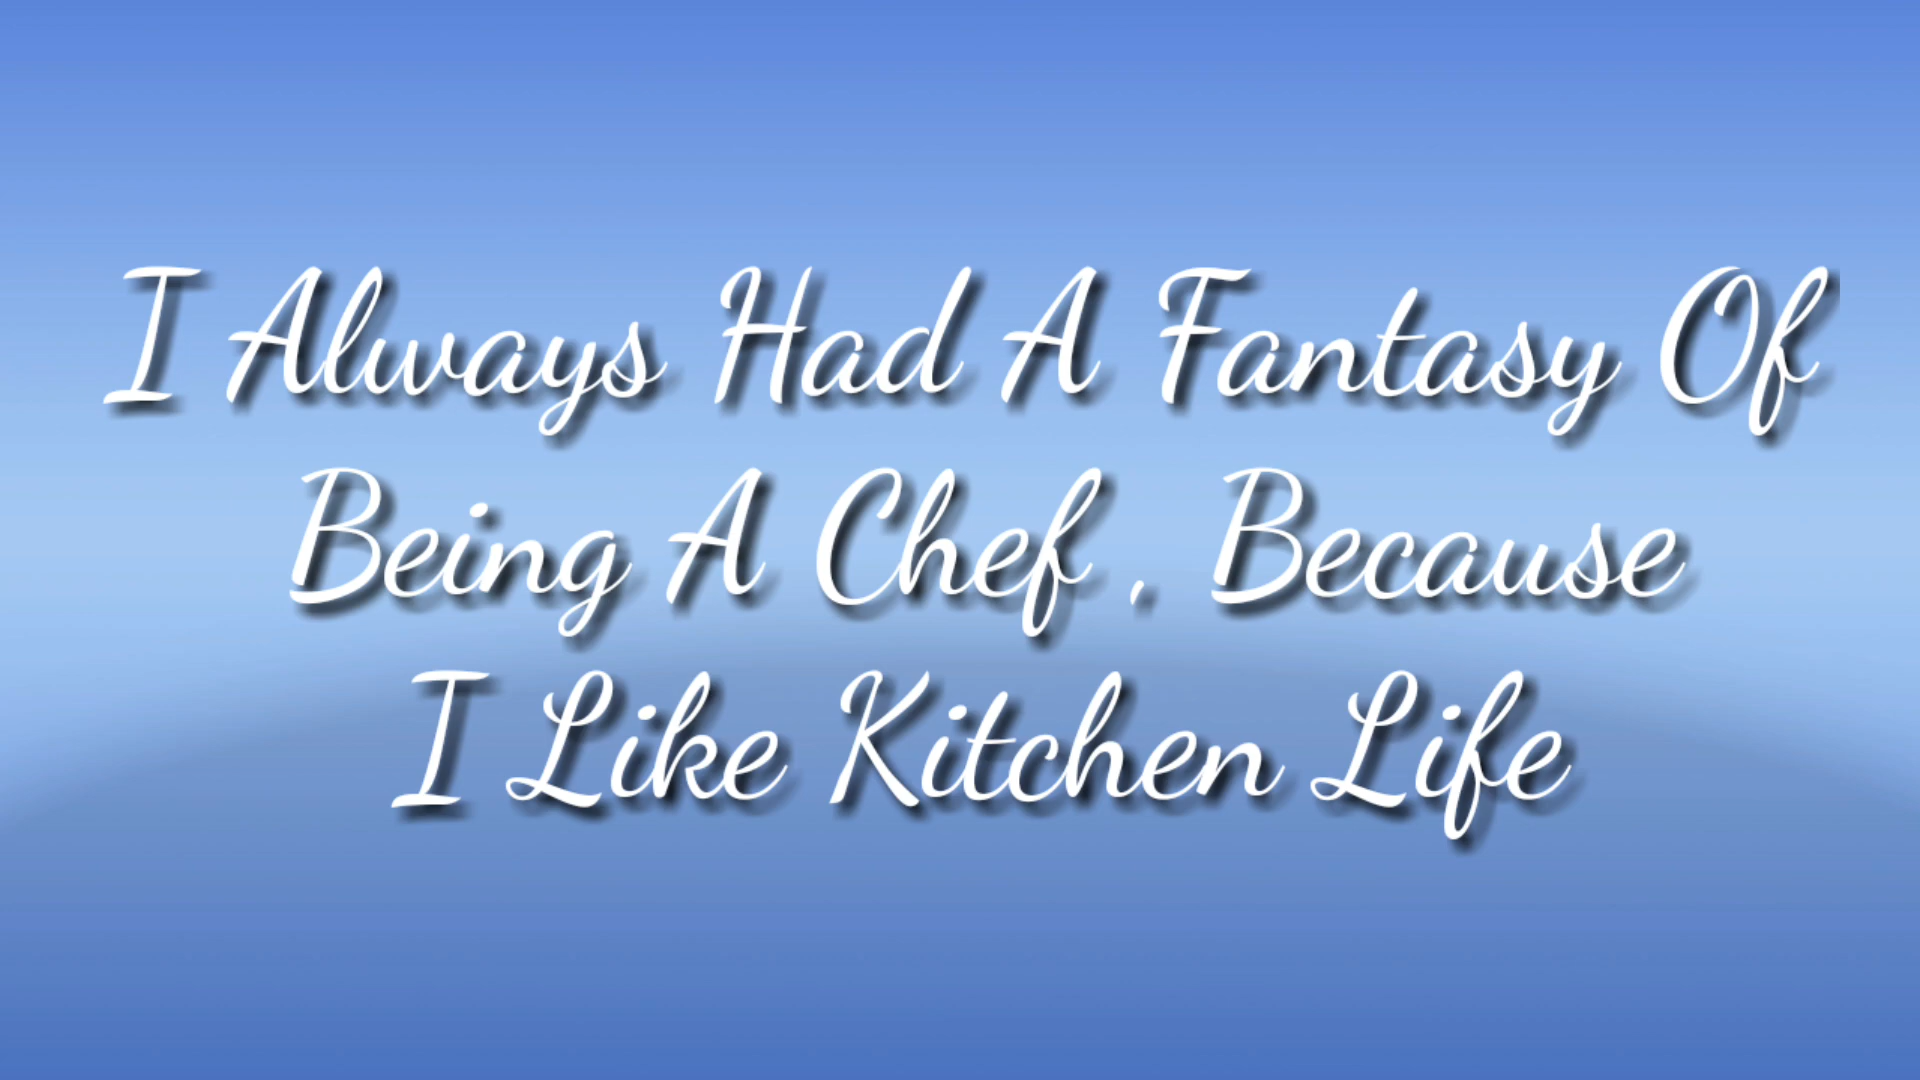 I Always Had A Fantasy Of
Being A Chef , Because
I Like Kitchen Life